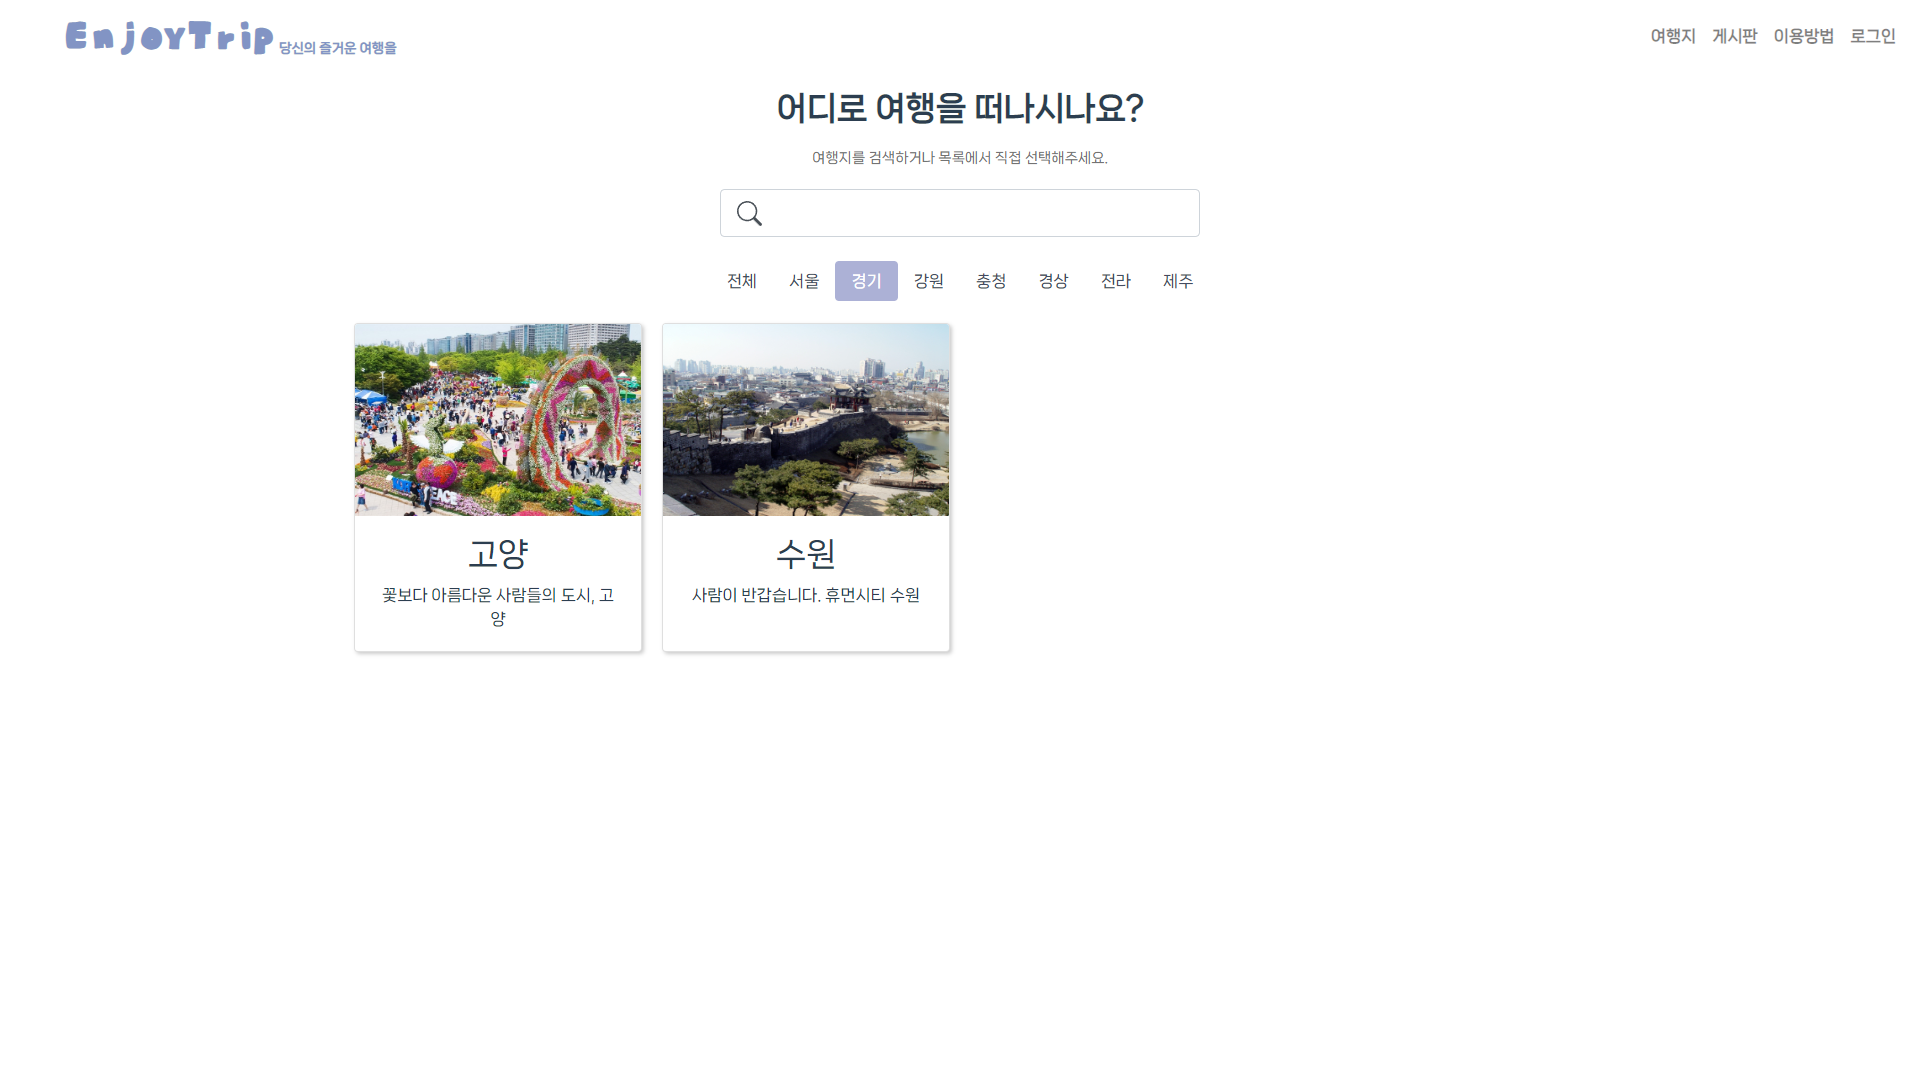 EnjoyTrip 당신의 즐거운 여행을
여행지 게시판 이용방법 로그인
어디로 여행을 떠나시나요?
여행지를 검색하거나 목록에서 직접 선택해주세요.
전체 서울 경기 강원 충청 경상 전라 제주
PEACE
고양
꽃보다 아름다운 사람들의 도시, 고
양
수원
사람이 반갑습니다. 휴먼시티 수원